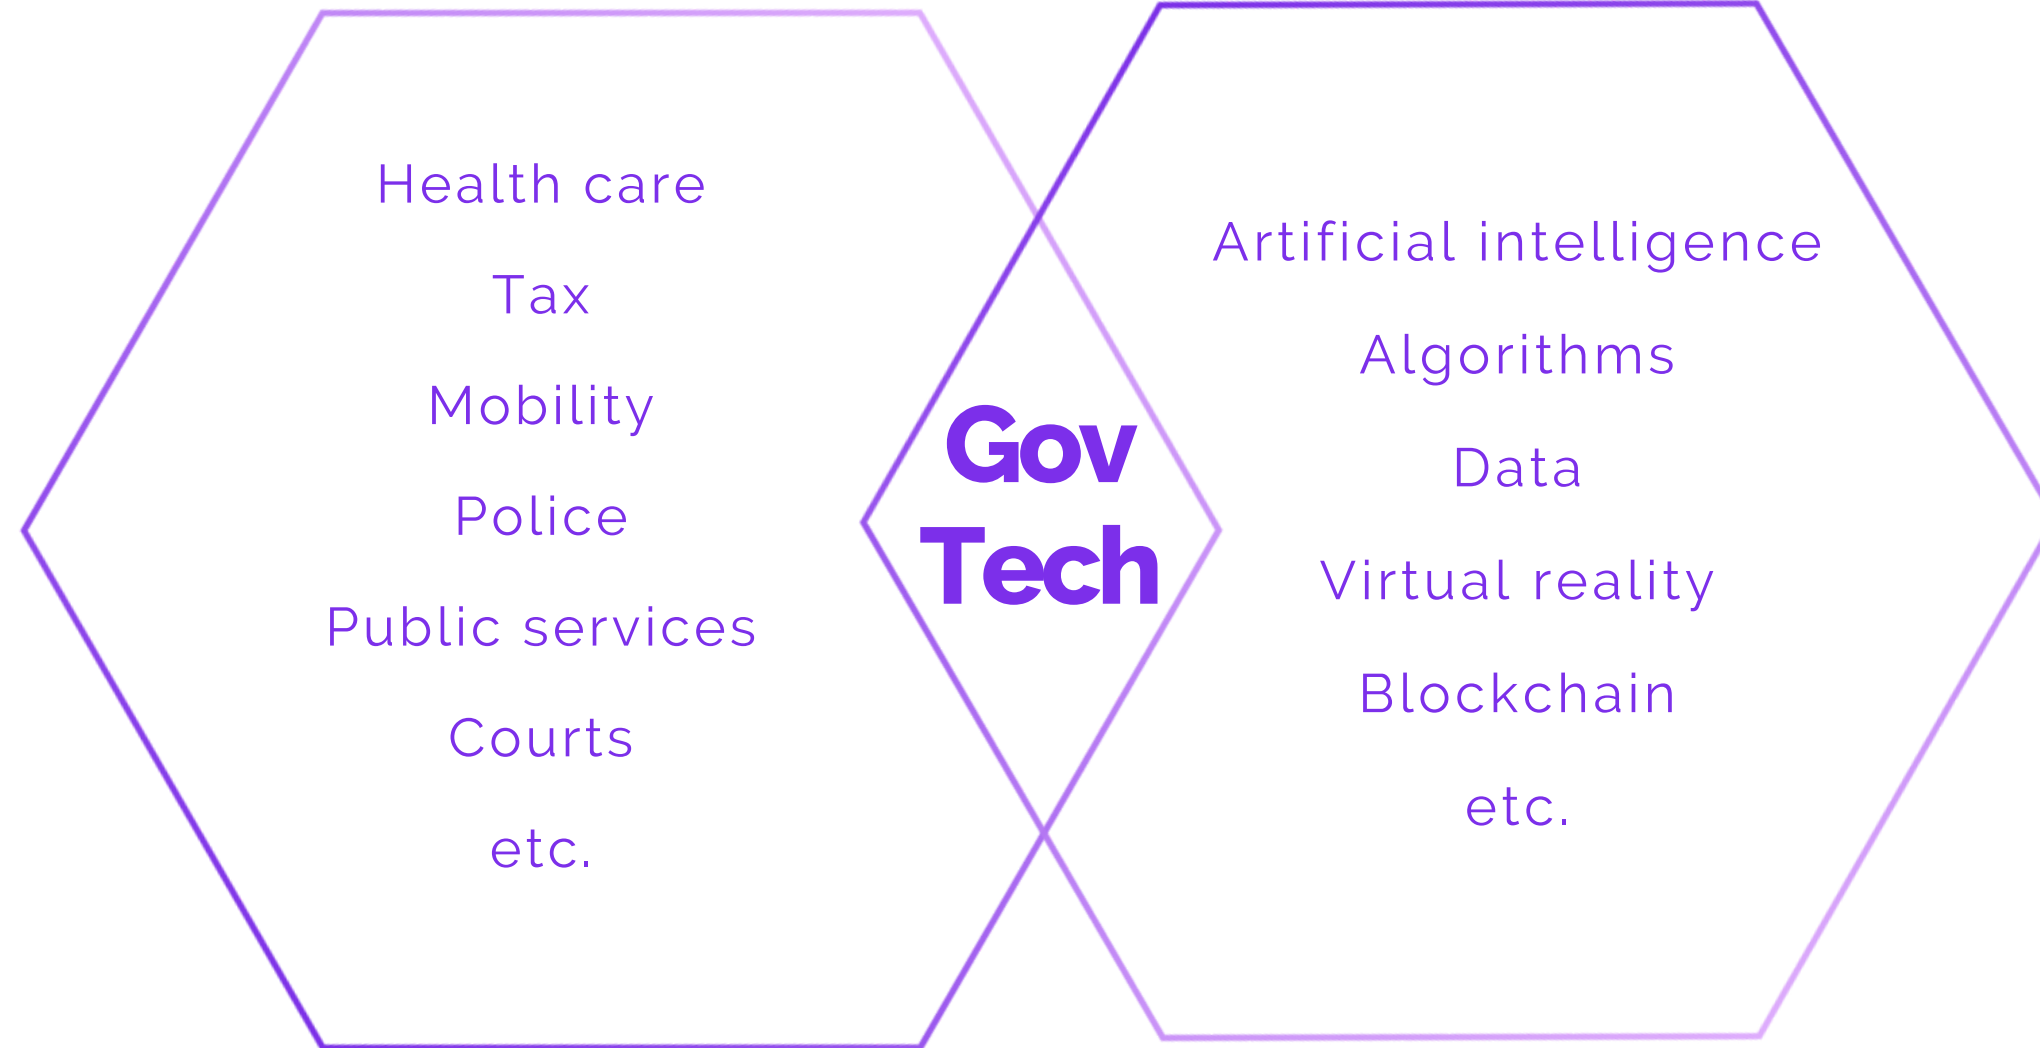 Health care
Tax
Mobility
Police
Public services
Courts
etc.
Gov
Tech
Artificial intelligence
Algorithms
Data
Virtual reality
Blockchain
etc.